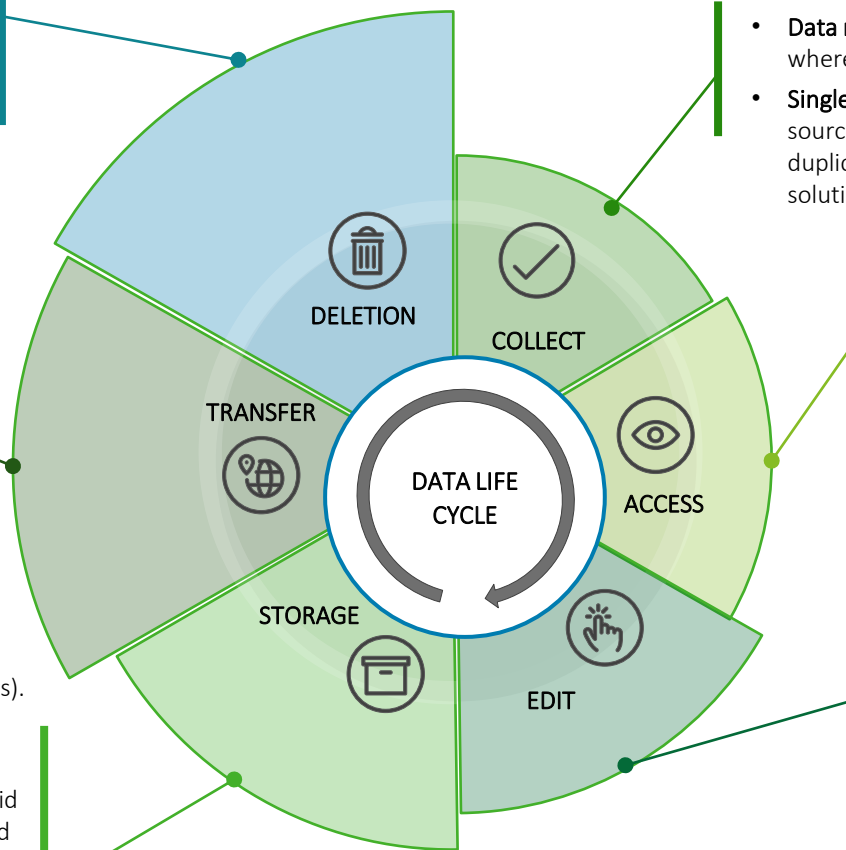 • Data
where
• Single
sourc
duplic
soluti
DELETION
COLLECT
TRANSFER
ACCESS
DATA LIFE
CYCLE
STORAGE
EDIT
s).
id
d